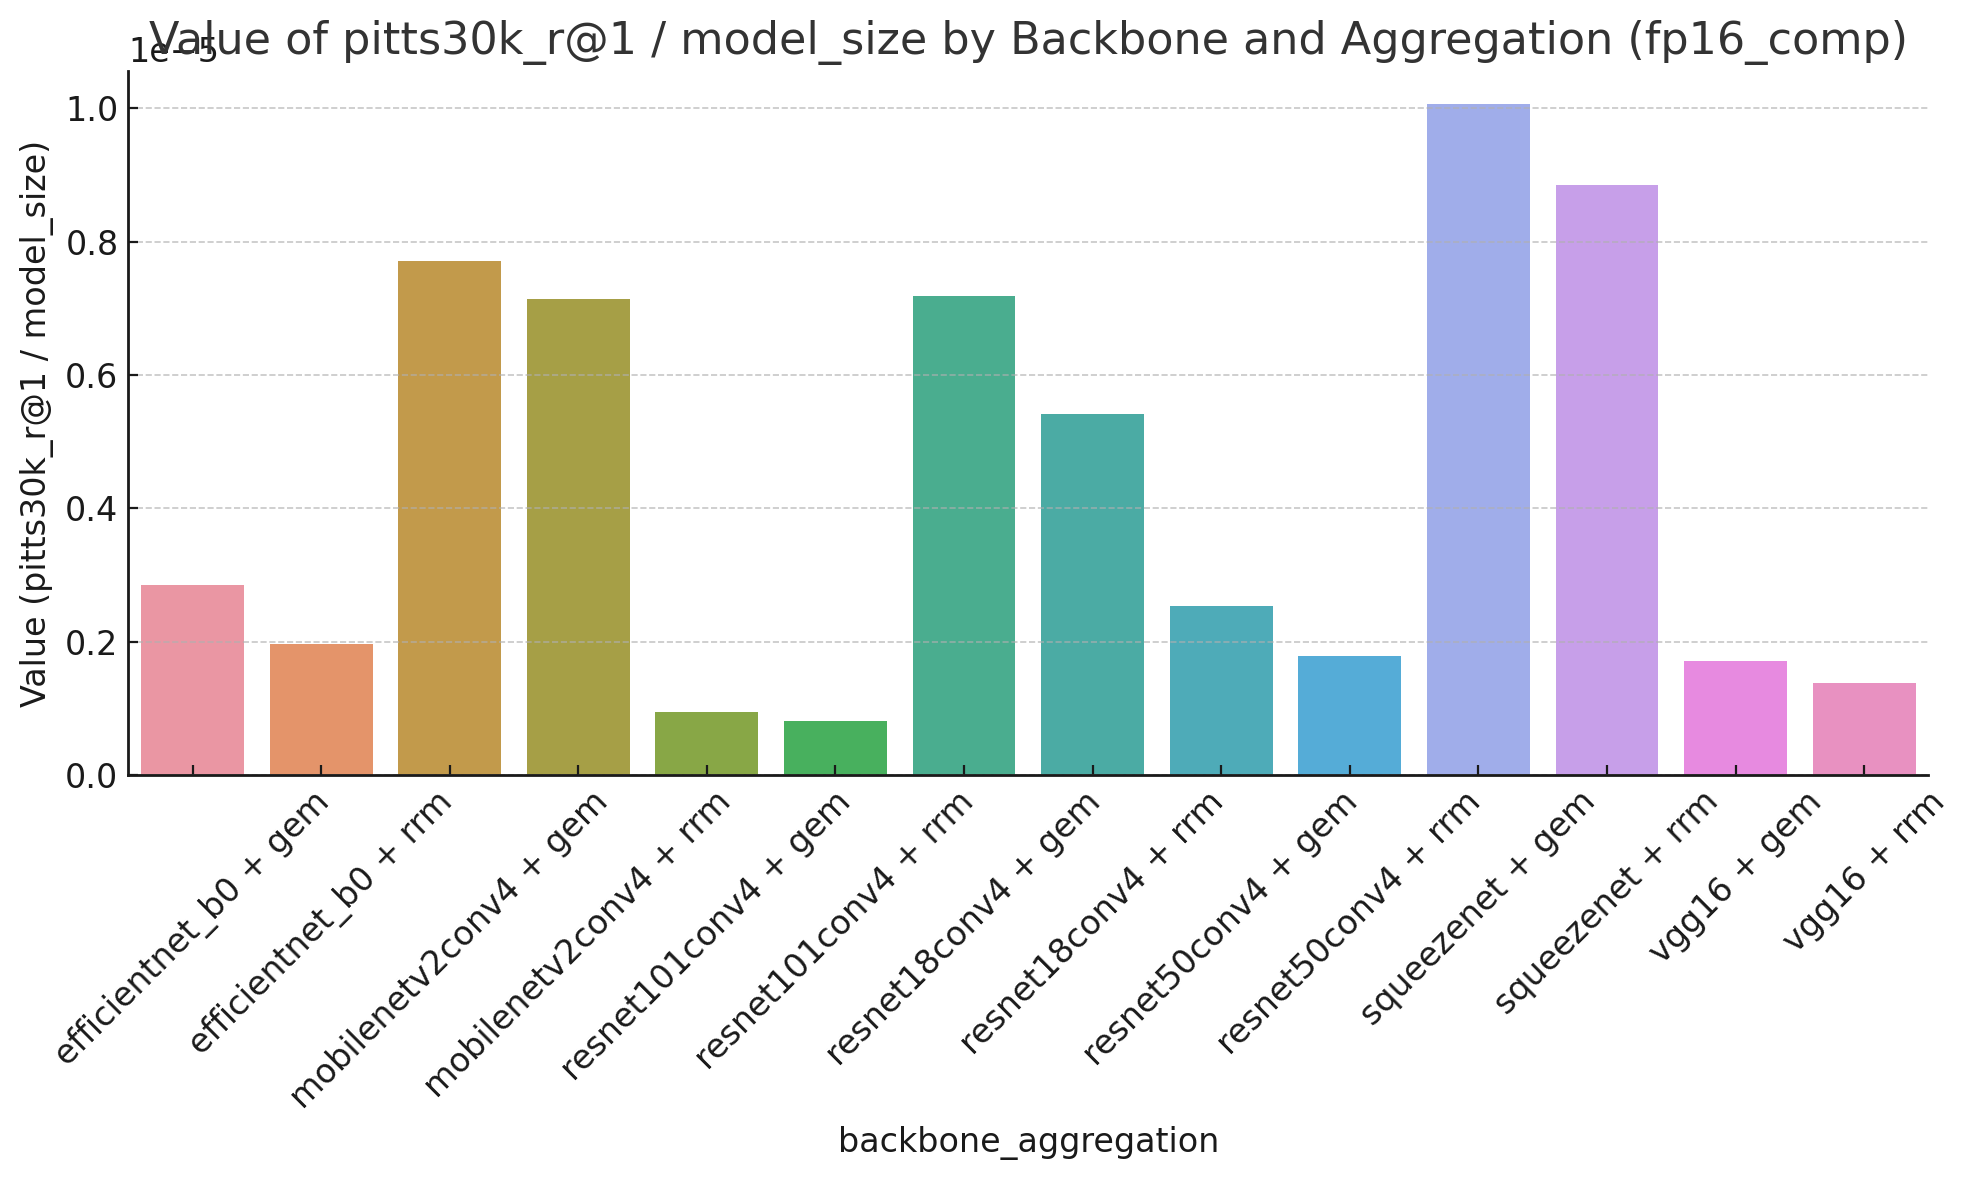 Value of pitts30k_r@1 / model_size by Backbone and Aggregation (fp16_comp)
1e−5
Value (pitts30k_r@1 / model_size)
1.0
0.8
0.6
0.4
0.2
0.0
efficientnet_b0 + gem
efficientnet_b0 + rrm
mobilenetv2conv4 + gem
mobilenetv2conv4 + rrm
resnet101conv4 + gem
resnet101conv4 + rrm
resnet18conv4 + gem
resnet18conv4 + rrm
resnet50conv4 + gem
resnet50conv4 + rrm
squeezenet + gem
squeezenet + rrm
vgg16 + gem
vgg16 + rrm
backbone_aggregation